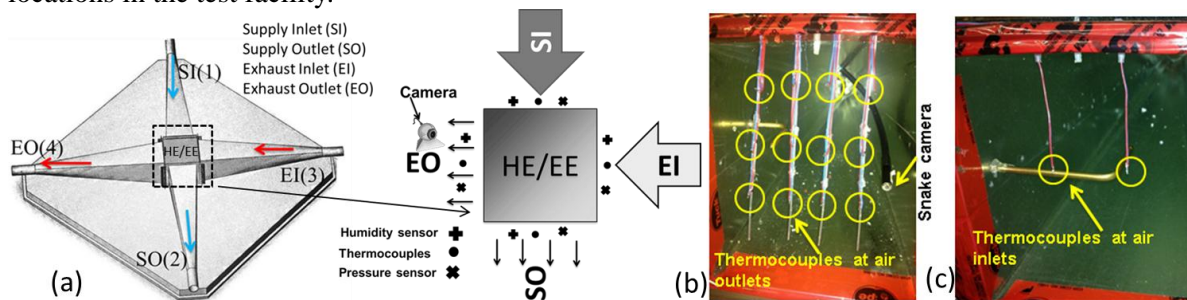 locations in the test facility.
Supply Inlet (SI)
Supply Outlet (SO)
Exhaust Inlet (EI)
Exhaust Outlet (EO)
SI(1)
EO(4)
HE/EE
EI(3)
SO(2)
(a)
SI
Camera
EO
HE/EE
EI
Humidity sensor
Thermocouples
Pressure sensor
SO
Snake camera
Thermocouples at air
outlets
(b)
Thermocouples at air
inlets
(c)